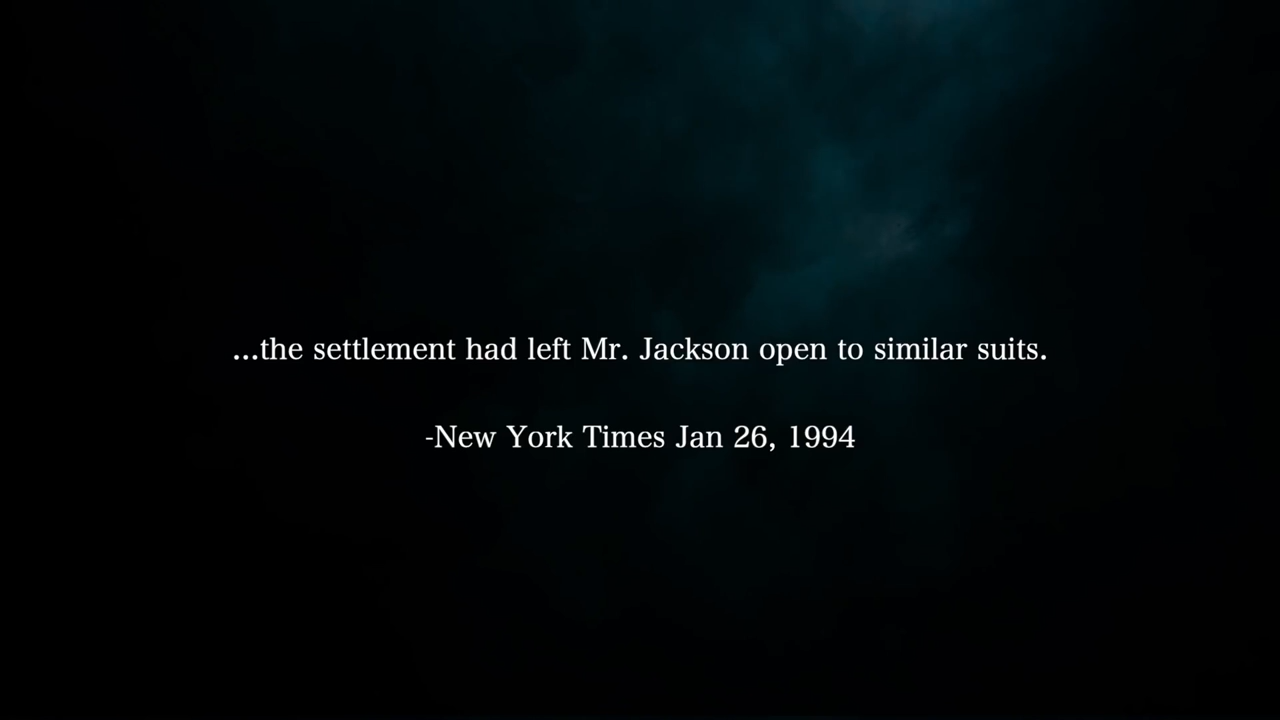 ...the settlement had left Mr. Jackson open to similar suits.
-New York Times Jan 26, 1994